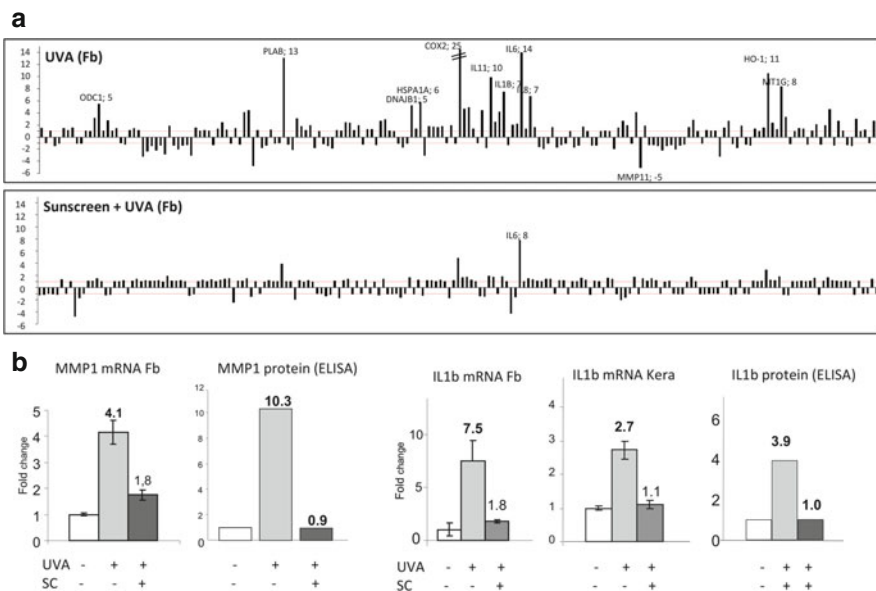 a
UVA (Fb)
14
12
10
8
6
4
2
0
-2
-4
-6
ODC1; 5
PLAB; 13
HSPA1A; 6
DNAJB1; 5
COX2; 25
IL11; 10
IL1B;
IL6; 14
IL8; 7
MMP11; -5
HO-1; 11
MT1G; 8
Sunscreen + UVA (Fb)
14
12
10
8
6
4
2
0
-2
-4
-6
IL6; 8
b
MMP1 mRNA Fb
Fold change
5
4
3
2
1
0
4.1
1,8
MMP1 protein (ELISA)
12
10
8
6
4
2
0
10.3
0.9
IL1b mRNA Fb
Fold change
10
5
0
7.5
1.8
IL1b mRNA Kera
4
3
2
1
0
2.7
1.1
IL1b protein (ELISA)
6
4
2
0
3.9
1.0
UVA - + + - + + - + + - + + - + +
SC - - + - - + - - + - - + - + +